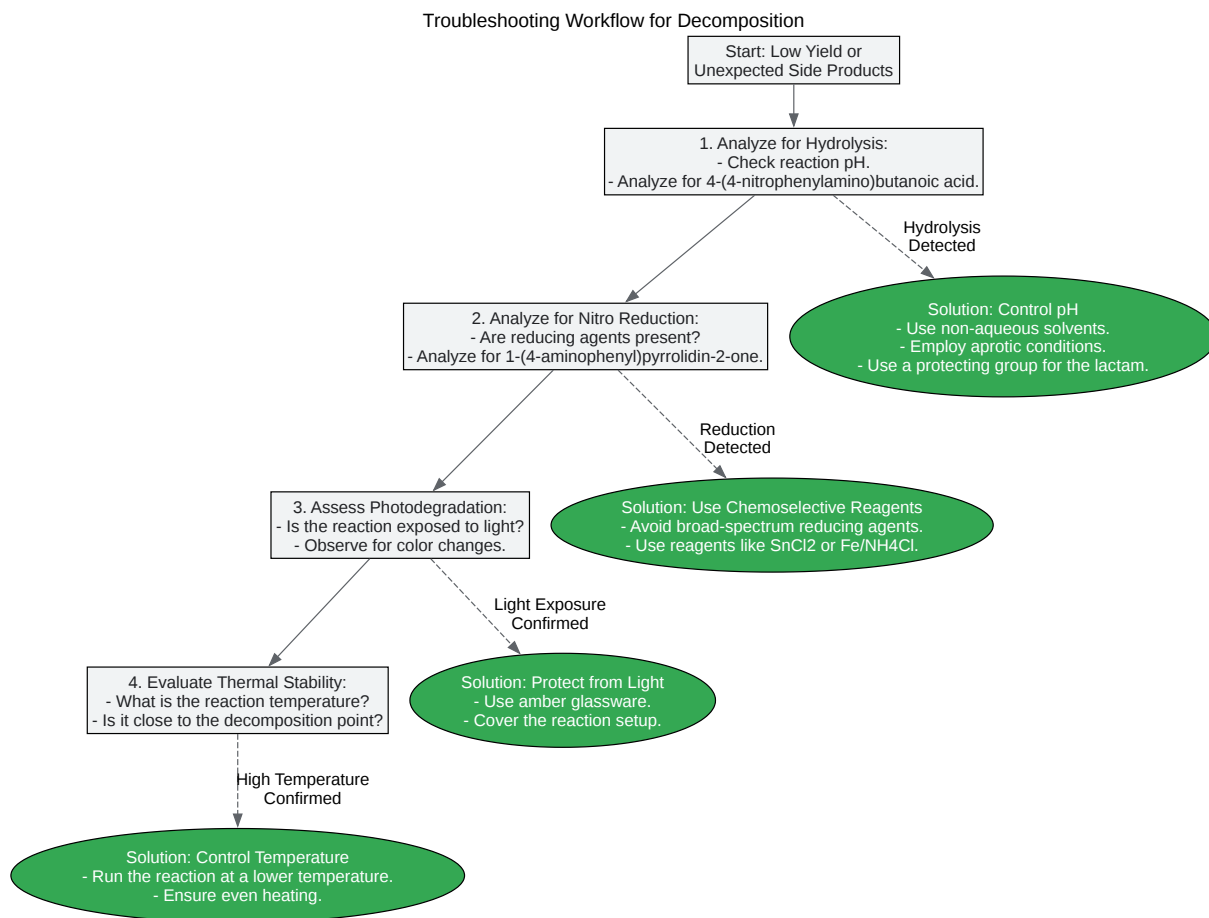 Troubleshooting Workflow for Decomposition
Start: Low Yield or
Unexpected Side Products
1. Analyze for Hydrolysis:
- Check reaction pH.
- Analyze for 4-(4-nitrophenylamino)butanoic acid.
Hydrolysis
Detected
Solution: Control pH
- Use non-aqueous solvents.
- Employ aprotic conditions.
- Use a protecting group for the lactam.
2. Analyze for Nitro Reduction:
- Are reducing agents present?
- Analyze for 1-(4-aminophenyl)pyrrolidin-2-one.
Reduction
Detected
Solution: Use Chemoselective Reagents
- Avoid broad-spectrum reducing agents.
- Use reagents like SnCl2 or Fe/NH4Cl.
3. Assess Photodegradation:
- Is the reaction exposed to light?
- Observe for color changes.
Light Exposure
Confirmed
Solution: Protect from Light
- Use amber glassware.
- Cover the reaction setup.
4. Evaluate Thermal Stability:
- What is the reaction temperature?
- Is it close to the decomposition point?
High Temperature
Confirmed
Solution: Control Temperature
- Run the reaction at a lower temperature.
- Ensure even heating.